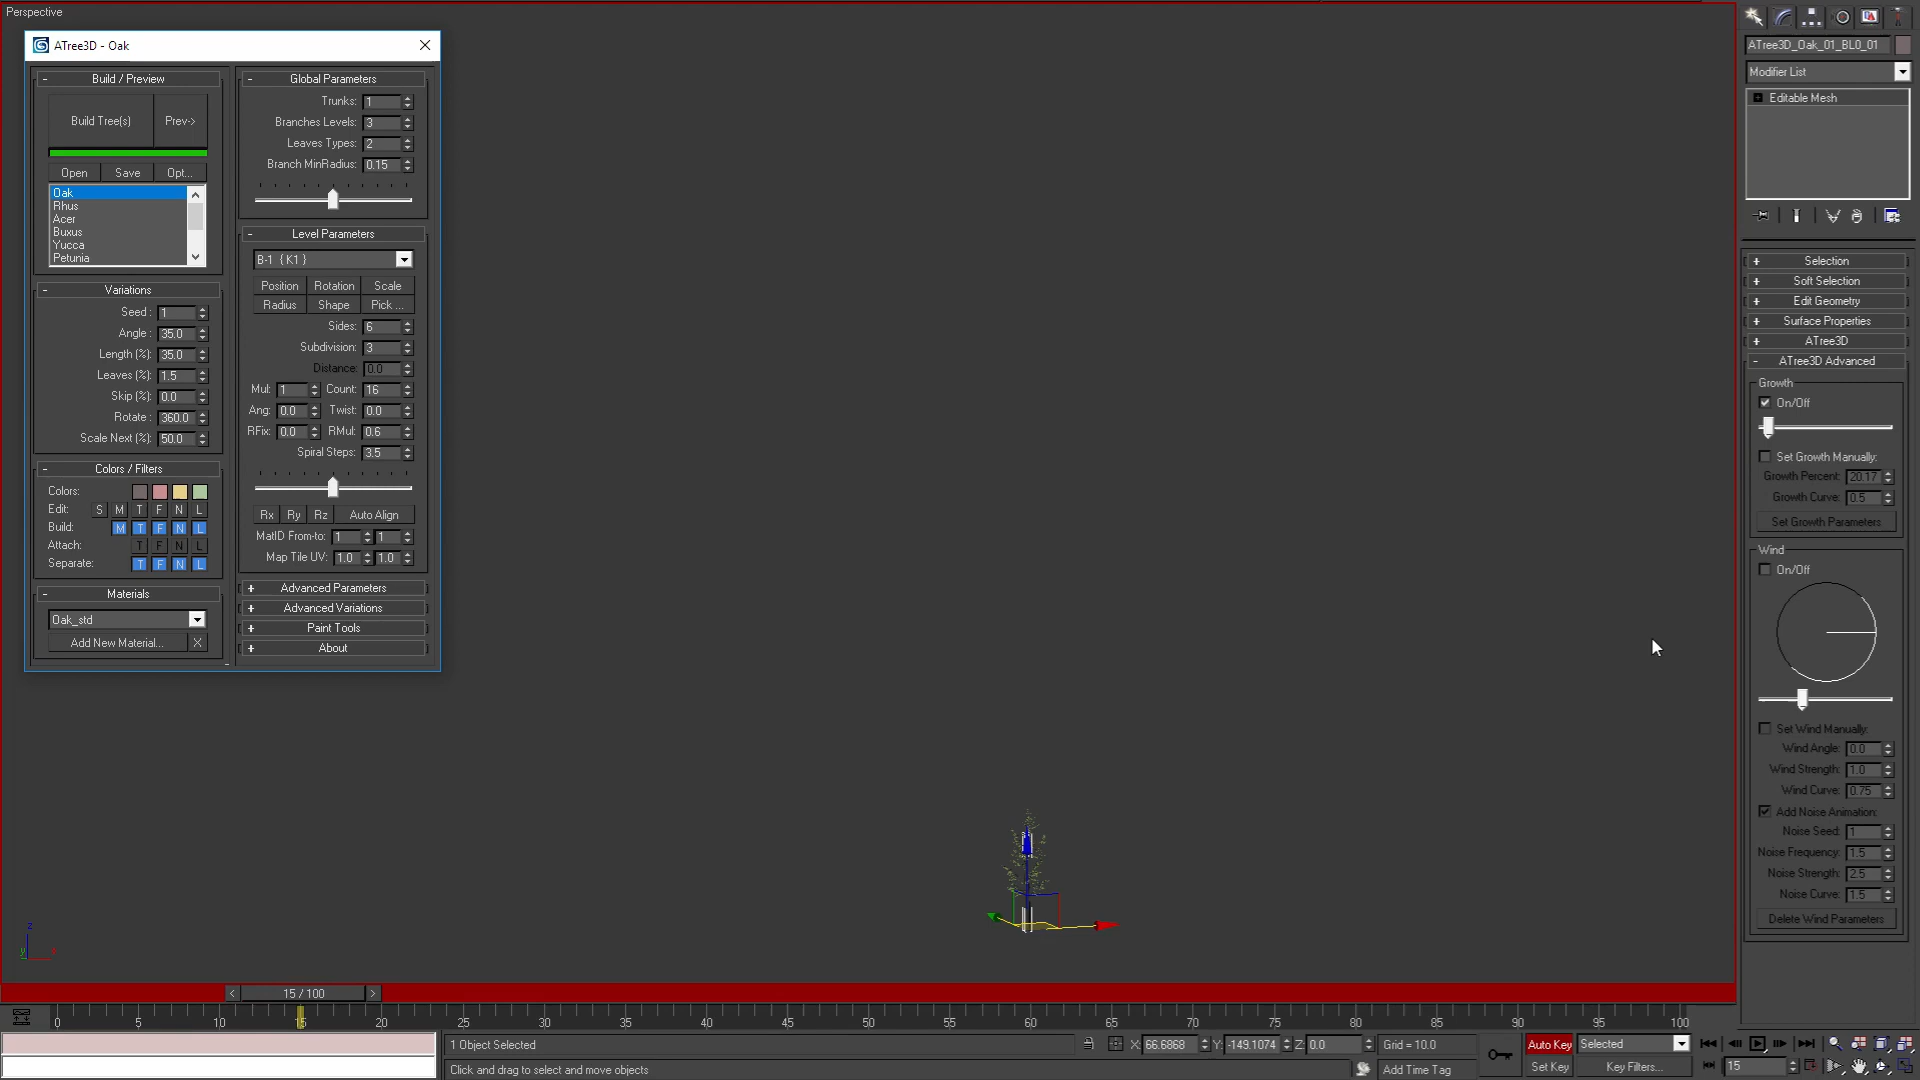 Perspective
ATree3D - Oak
Build / Preview
Build Tree(s) Prev->
Open Save Opt...
Oak
Rhus
Acer
Buxus
Yucca
Petunia
Variations
Seed : 1
Angle : 35.0
Length (%): 35.0
Leaves (%): 1.5
Skip (%): 0.0
Rotate : 360.0
Scale Next (%): 50.0
Colors / Filters
Colors:
Edit: S M T F N L
Build: M T F N L
Attach: T F N L
Separate: T F N L
Materials
Oak_std
Add New Material... X
Global Parameters
Trunks: 1
Branches Levels: 3
Leaves Types: 2
Branch MinRadius: 0.15
Level Parameters
B-1 { K1 }
Position Rotation Scale
Radius Shape Pick ...
Sides: 6
Subdivision: 3
Distance: 0.0
Mul: 1 Count: 16
Ang: 0.0 Twist: 0.0
RFix: 0.0 RMul: 0.6
Spiral Steps: 3.5
Rx Ry Rz Auto Align
MatID From-to: 1 1
Map Tile UV: 1.0 1.0
+ Advanced Parameters
+ Advanced Variations
+ Paint Tools
+ About
ATree3D_Oak_01_BL0_01
Modifier List
Editable Mesh
+ Selection
+ Soft Selection
+ Edit Geometry
+ Surface Properties
+ ATree3D
- ATree3D Advanced
Growth
On/Off
Set Growth Manually:
Growth Percent: 20.17
Growth Curve: 0.5
Set Growth Parameters
Wind
On/Off
Set Wind Manually:
Wind Angle: 0.0
Wind Strength: 1.0
Wind Curve: 0.75
Add Noise Animation:
Noise Seed: 1
Noise Frequency: 1.5
Noise Strength: 2.5
Noise Curve: 1.5
Delete Wind Parameters
z
y x
< 15 / 100 >
0 5 10 15 20 25 30 35 40 45 50 55 60 65 70 75 80 85 90 95 100
1 Object Selected X: 66.6868 Y: -149.1074 Z: 0.0 Grid = 10.0 Auto Key Selected
Click and drag to select and move objects Add Time Tag Set Key Key Filters... 15